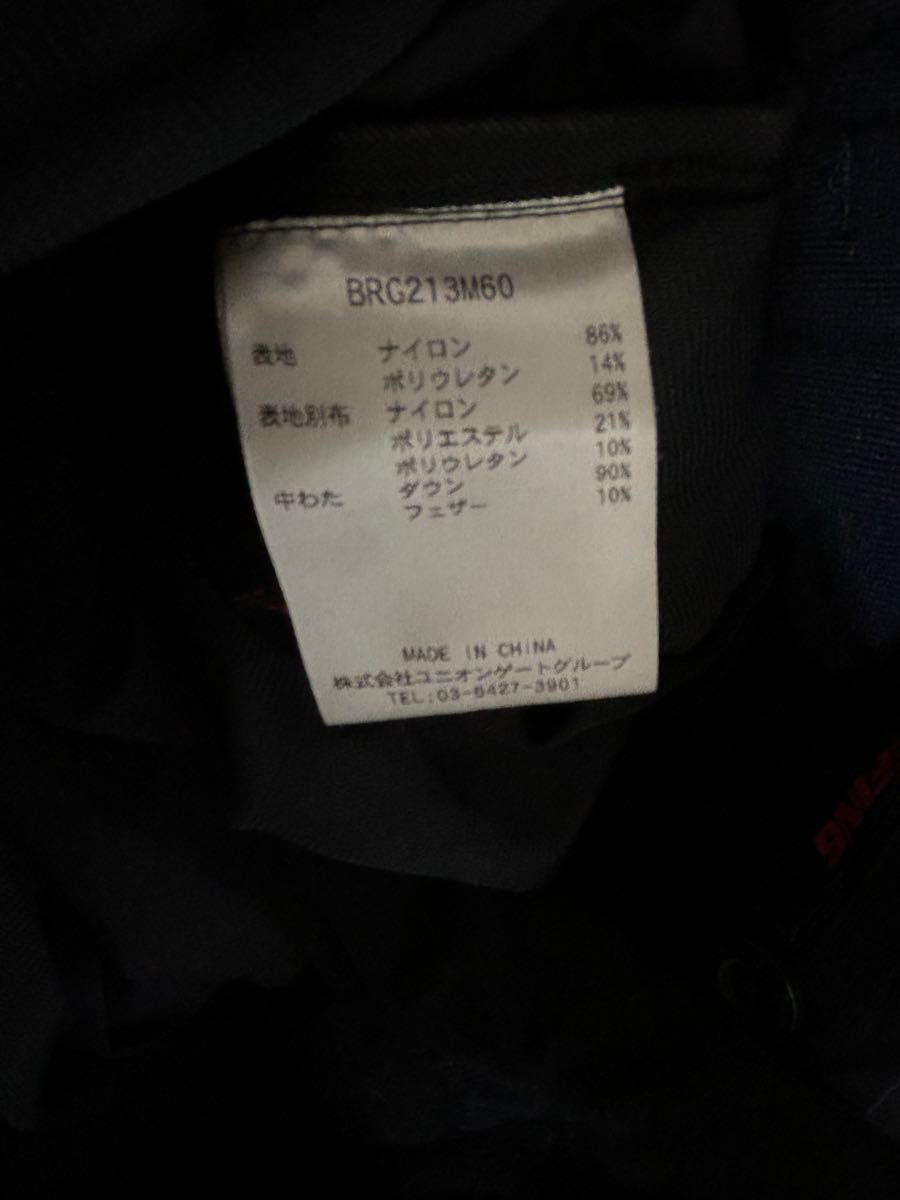 BRG213M60
表地 ナイロン 86%
ポリウレタン 14%
表地別布 ナイロン 69%
ポリエステル 21%
ポリウレタン 10%
中わた ダウン 90%
フェザー 10%
MADE IN CHINA
株式会社ユニオンゲートグループ
TEL:03-6427-3901